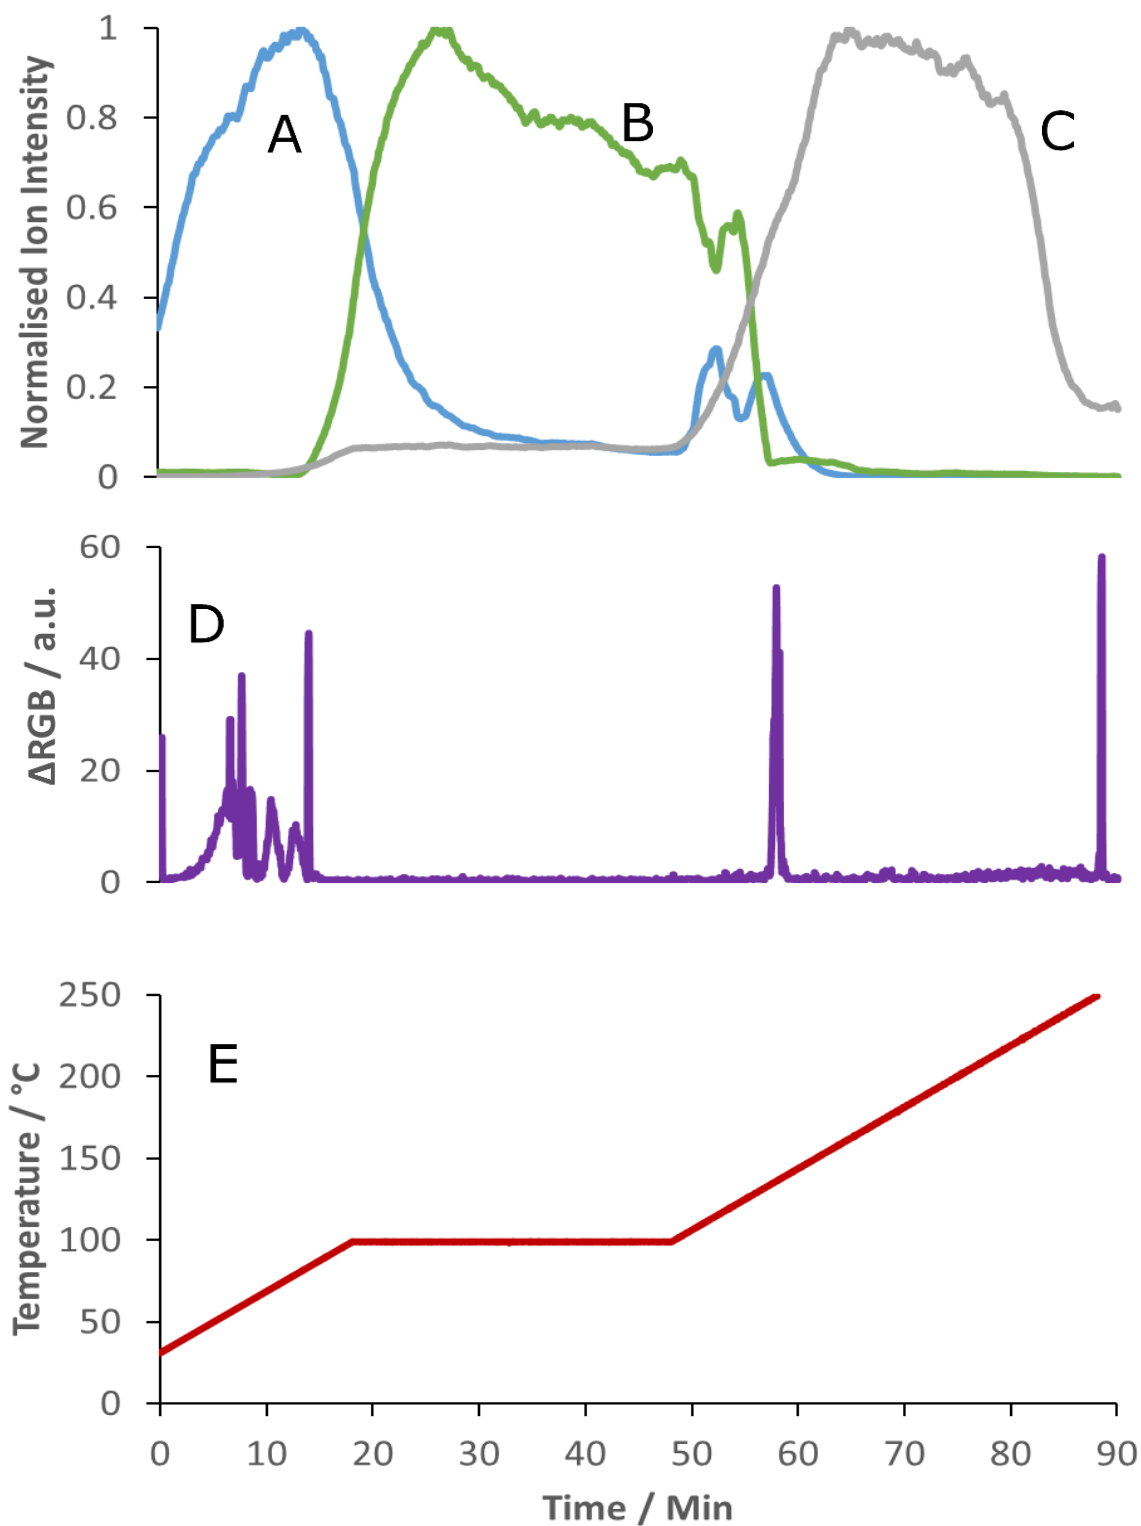 Normalised Ion Intensity
1
0.8
0.6
0.4
0.2
0
A
B
C
ΔRGB / a.u.
60
40
20
0
D
Temperature / °C
250
200
150
100
50
0
E
0 10 20 30 40 50 60 70 80 90
Time / Min